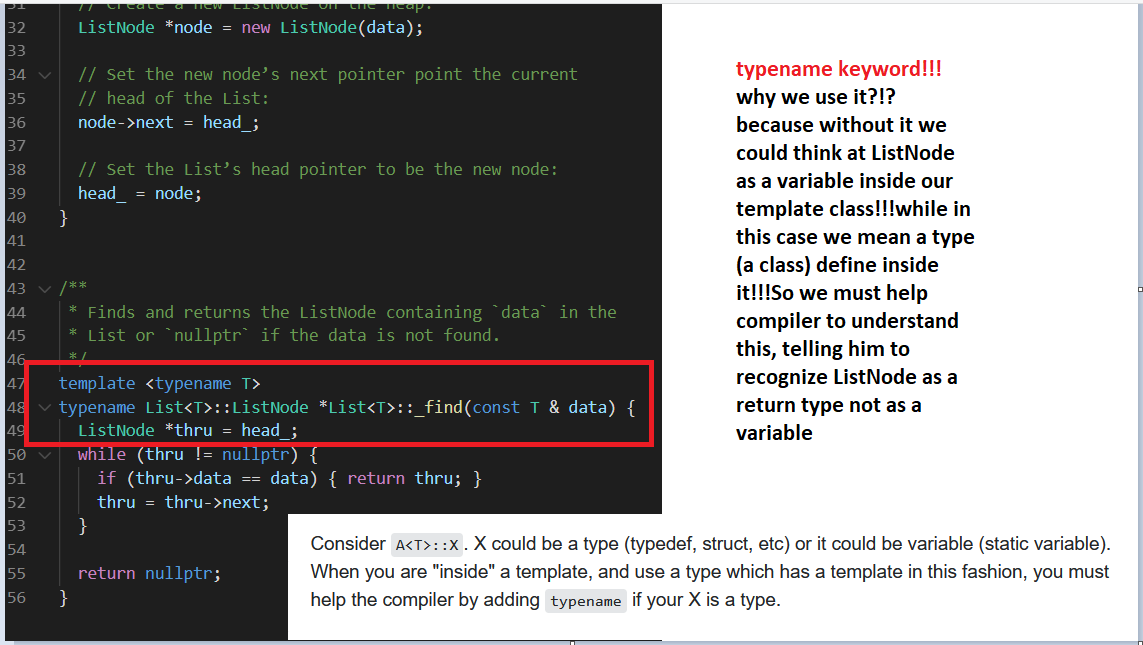 31 // Create a new ListNode on the heap:
32 ListNode *node = new ListNode(data);
33
34 // Set the new node’s next pointer point the current
35 // head of the List:
36 node->next = head_;
37
38 // Set the List’s head pointer to be the new node:
39 head_ = node;
40 }
41
42
43 /**
44 * Finds and returns the ListNode containing `data` in the
45 * List or `nullptr` if the data is not found.
46 */
47 template <typename T>
48 typename List<T>::ListNode *List<T>::_find(const T & data) {
49 ListNode *thru = head_;
50 while (thru != nullptr) {
51 if (thru->data == data) { return thru; }
52 thru = thru->next;
53 }
54
55 return nullptr;
56 }
typename keyword!!!
why we use it?!?
because without it we
could think at ListNode
as a variable inside our
template class!!!while in
this case we mean a type
(a class) define inside
it!!!So we must help
compiler to understand
this, telling him to
recognize ListNode as a
return type not as a
variable
Consider A<T>::X. X could be a type (typedef, struct, etc) or it could be variable (static variable).
When you are "inside" a template, and use a type which has a template in this fashion, you must
help the compiler by adding typename if your X is a type.